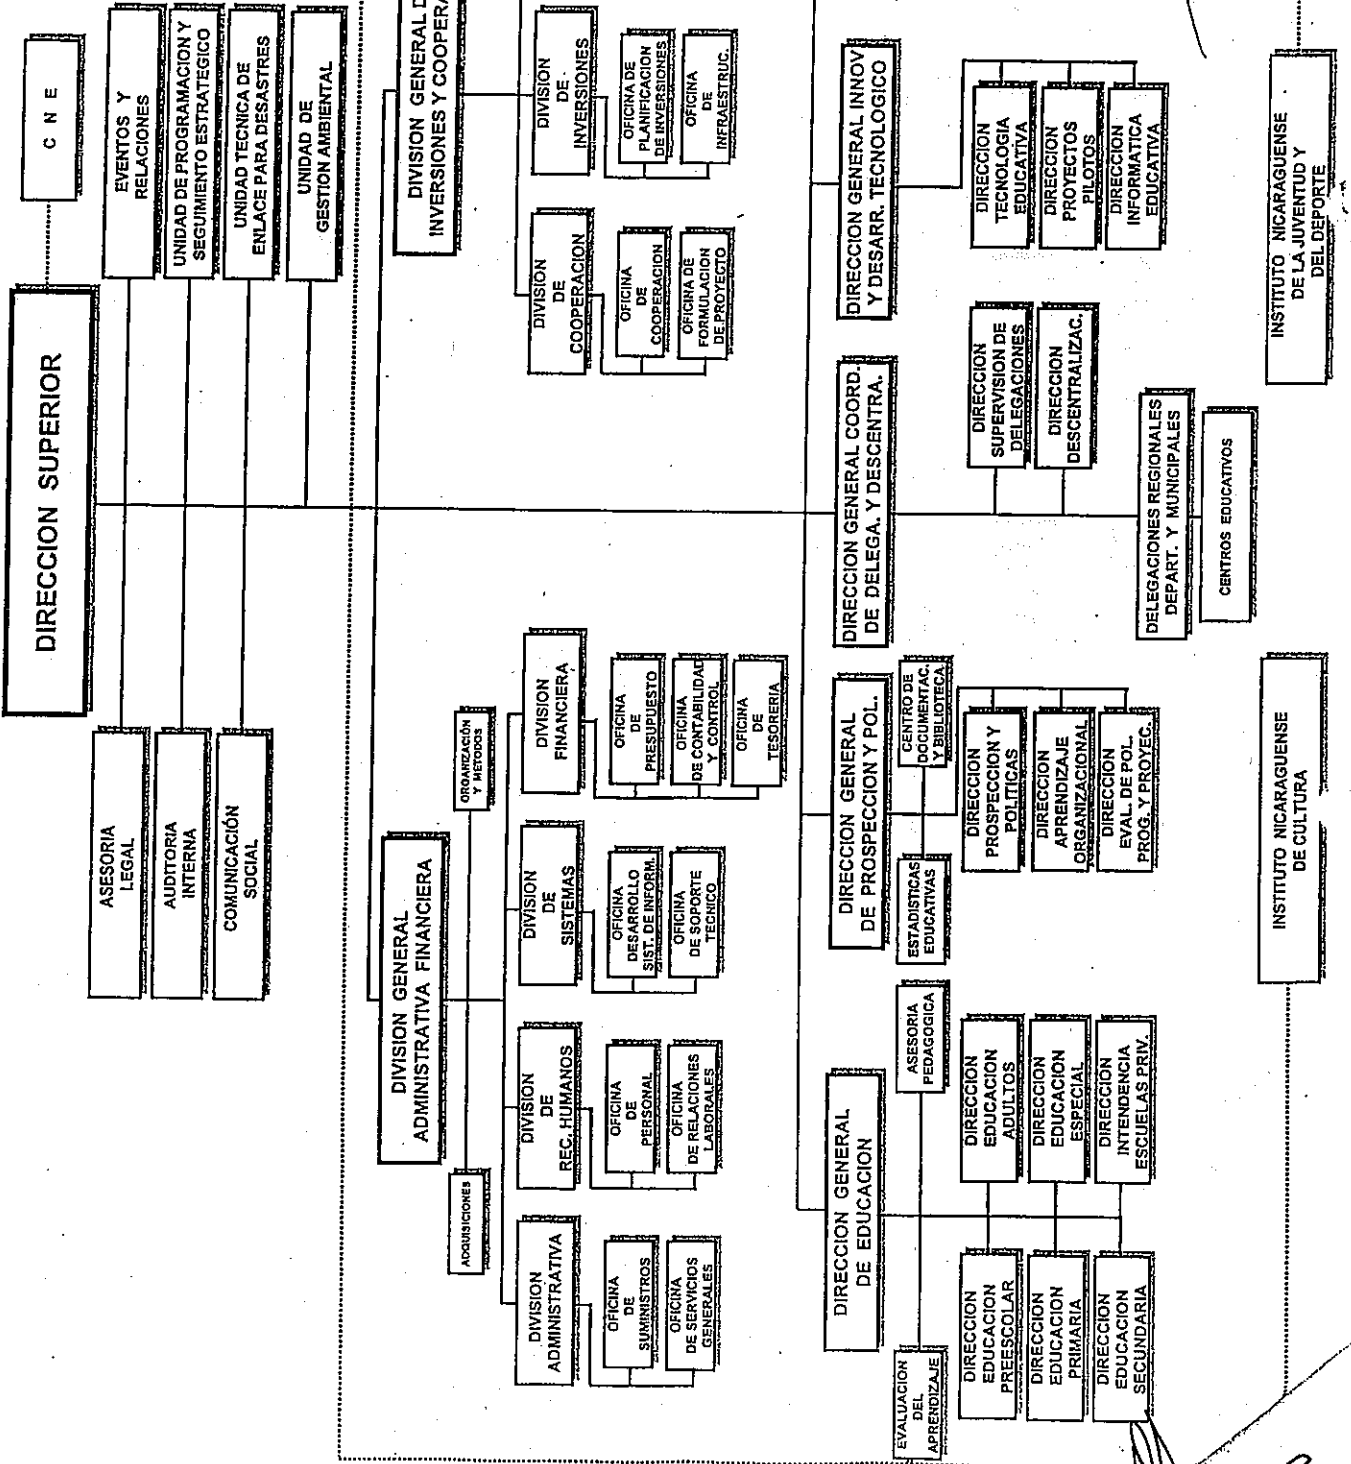 DIRECCION SUPERIOR
C N E
ASESORIA
LEGAL
AUDITORIA
INTERNA
COMUNICACIÓN
SOCIAL
EVENTOS Y
RELACIONES
UNIDAD DE PROGRAMACION Y
SEGUIMIENTO ESTRATEGICO
UNIDAD TECNICA DE
ENLACE PARA DESASTRES
UNIDAD DE
GESTION AMBIENTAL
DIVISION GENERAL
ADMINISTRATIVA FINANCIERA
DIVISION GENERAL D
INVERSIONES Y COOPERA
ADQUISICIONES
ORGANIZACIÓN
Y METODOS
DIVISION
ADMINISTRATIVA
OFICINA
DE
SUMINISTROS
OFICINA
DE SERVICIOS
GENERALES
DIVISION
DE
REC. HUMANOS
OFICINA
DE
PERSONAL
OFICINA
DE RELACIONES
LABORALES
DIVISION
DE
SISTEMAS
OFICINA
DESARROLLO
SIST. DE INFORM.
OFICINA
DE SOPORTE
TECNICO
DIVISION
FINANCIERA
OFICINA
DE
PRESUPUESTO
OFICINA
DE CONTABILIDAD
Y CONTROL
OFICINA
DE
TESORERIA
DIVISION
DE
COOPERACION
OFICINA
DE
COOPERACION
OFICINA DE
FORMULACION
DE PROYECTO
DIVISION
DE
INVERSIONES
OFICINA DE
PLANIFICACION
DE INVERSIONES
OFICINA
DE
INFRAESTRUC.
DIRECCION GENERAL
DE EDUCACION
EVALUACION
DEL
APRENDIZAJE
ASESORIA
PEDAGOGICA
DIRECCION
EDUCACION
PREESCOLAR
DIRECCION
EDUCACION
ADULTOS
DIRECCION
EDUCACION
PRIMARIA
DIRECCION
EDUCACION
ESPECIAL
DIRECCION
EDUCACION
SECUNDARIA
DIRECCION
INTENDENCIA
ESCUELAS PRIV.
DIRECCION GENERAL
DE PROSPECCION Y POL.
ESTADISTICAS
EDUCATIVAS
CENTRO DE
DOCUMENTAC.
Y BIBLIOTECA
DIRECCION
PROSPECCION Y
POLITICAS
DIRECCION
APRENDIZAJE
ORGANIZACIONAL
DIRECCION
EVAL. DE POL.
PROG. Y PROYEC.
DIRECCION GENERAL COORD.
DE DELEGA. Y DESCENTRA.
DIRECCION
SUPERVISION DE
DELEGACIONES
DIRECCION
DESCENTRALIZAC.
DELEGACIONES REGIONALES
DEPART. Y MUNICIPALES
CENTROS EDUCATIVOS
DIRECCION GENERAL INNOV
Y DESARR. TECNOLOGICO
DIRECCION
TECNOLOGIA
EDUCATIVA
DIRECCION
PROYECTOS
PILOTOS
DIRECCION
INFORMATICA
EDUCATIVA
INSTITUTO NICARAGUENSE
DE CULTURA
INSTITUTO NICARAGUENSE
DE LA JUVENTUD Y
DEL DEPORTE